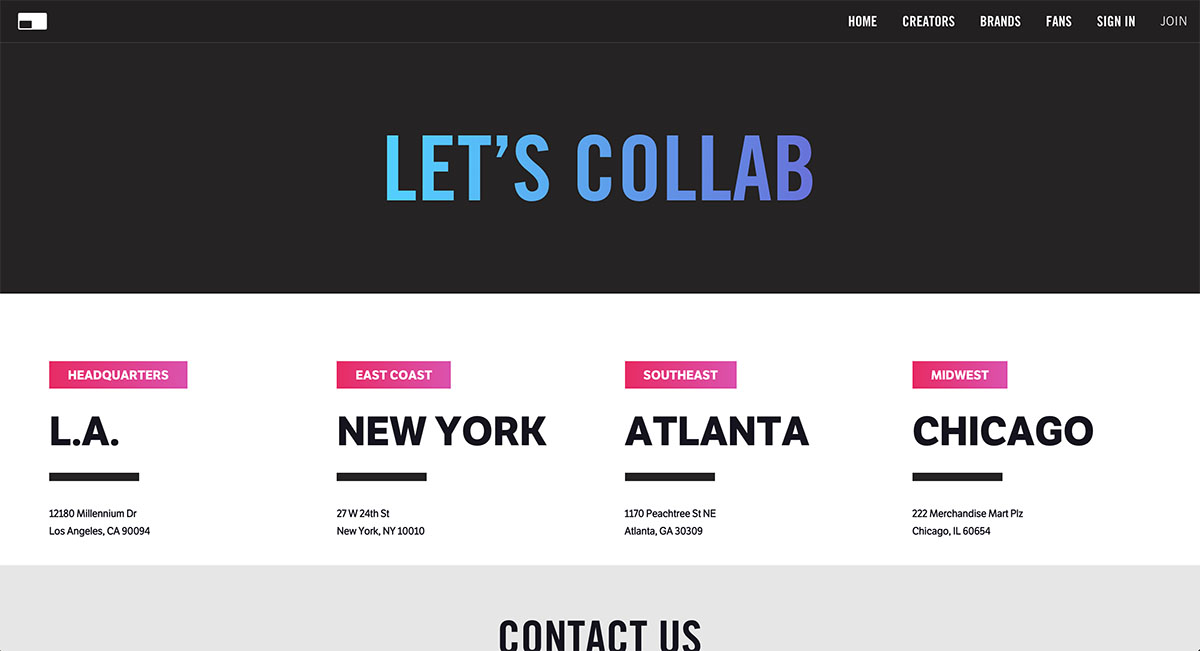 HOME CREATORS BRANDS FANS SIGN IN JOIN
LET’S COLLAB
HEADQUARTERS
L.A.
12180 Millennium Dr
Los Angeles, CA 90094
EAST COAST
NEW YORK
27 W 24th St
New York, NY 10010
SOUTHEAST
ATLANTA
1170 Peachtree St NE
Atlanta, GA 30309
MIDWEST
CHICAGO
222 Merchandise Mart Plz
Chicago, IL 60654
CONTACT US